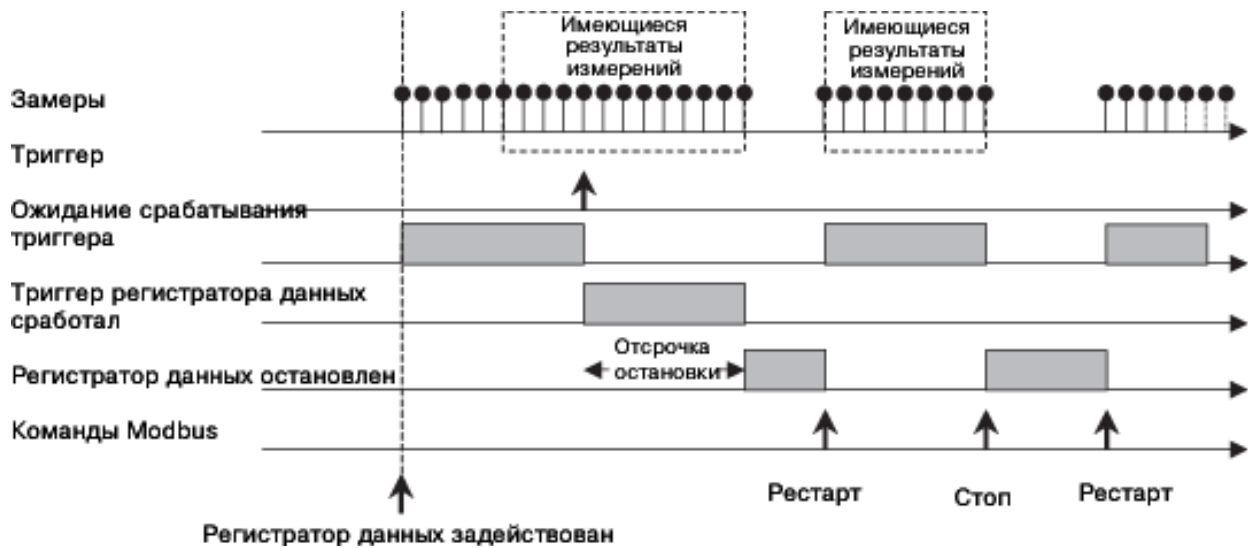 Имеющиеся
результаты
измерений
Имеющиеся
результаты
измерений
Замеры
Триггер
Ожидание срабатывания
триггера
Триггер регистратора данных
сработал
Отсрочка
остановки
Регистратор данных остановлен
Команды Modbus
Рестарт
Стоп
Рестарт
Регистратор данных задействован